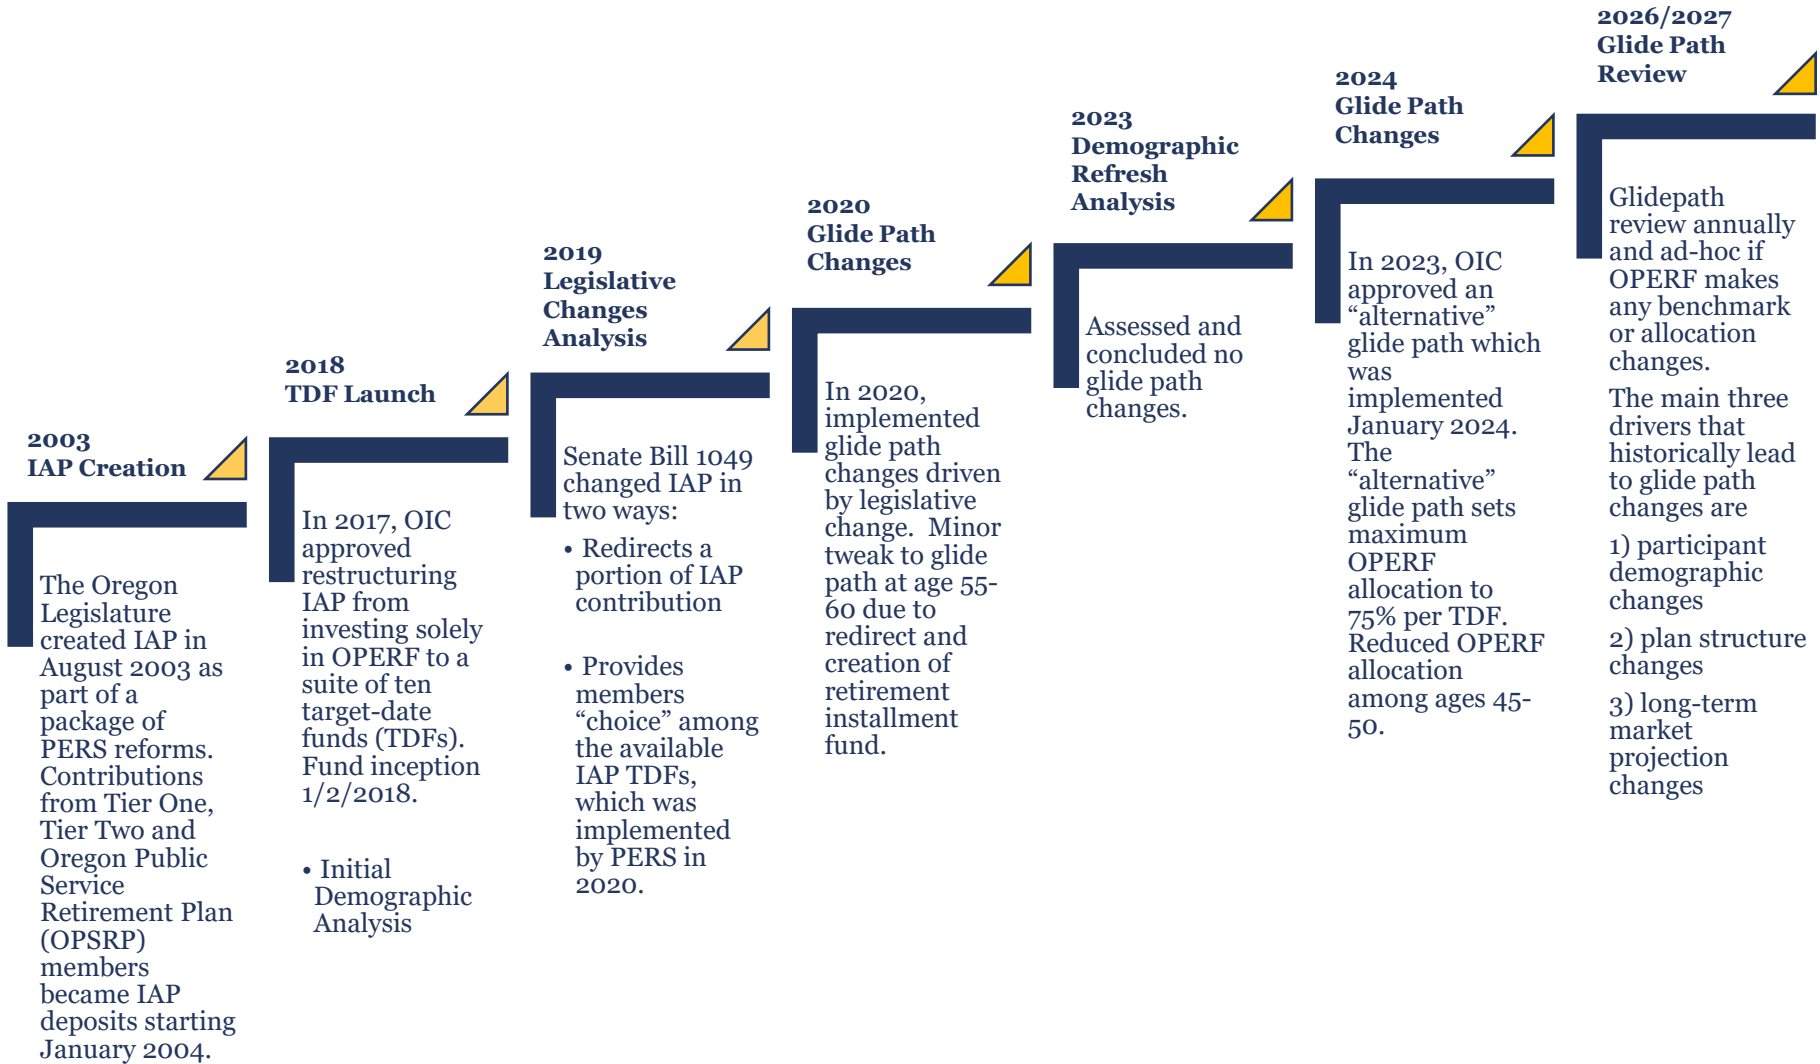 2003
IAP Creation
The Oregon
Legislature
created IAP in
August 2003 as
part of a
package of
PERS reforms.
Contributions
from Tier One,
Tier Two and
Oregon Public
Service
Retirement Plan
(OPSRP)
members
became IAP
deposits starting
January 2004.
2018
TDF Launch
In 2017, OIC
approved
restructuring
IAP from
investing solely
in OPERF to a
suite of ten
target-date
funds (TDFs).
Fund inception
1/2/2018.
• Initial
Demographic
Analysis
2019
Legislative
Changes
Analysis
Senate Bill 1049
changed IAP in
two ways:
• Redirects a
portion of IAP
contribution
• Provides
members
“choice” among
the available
IAP TDFs,
which was
implemented
by PERS in
2020.
2020
Glide Path
Changes
In 2020,
implemented
glide path
changes driven
by legislative
change.  Minor
tweak to glide
path at age 55-
60 due to
redirect and
creation of
retirement
installment
fund.
2023
Demographic
Refresh
Analysis
Assessed and
concluded no
glide path
changes.
2024
Glide Path
Changes
In 2023, OIC
approved an
“alternative”
glide path which
was
implemented
January 2024.
The
“alternative”
glide path sets
maximum
OPERF
allocation to
75% per TDF.
Reduced OPERF
allocation
among ages 45-
50.
2026/2027
Glide Path
Review
Glidepath
review annually
and ad-hoc if
OPERF makes
any benchmark
or allocation
changes.
The main three
drivers that
historically lead
to glide path
changes are
1) participant
demographic
changes
2) plan structure
changes
3) long-term
market
projection
changes